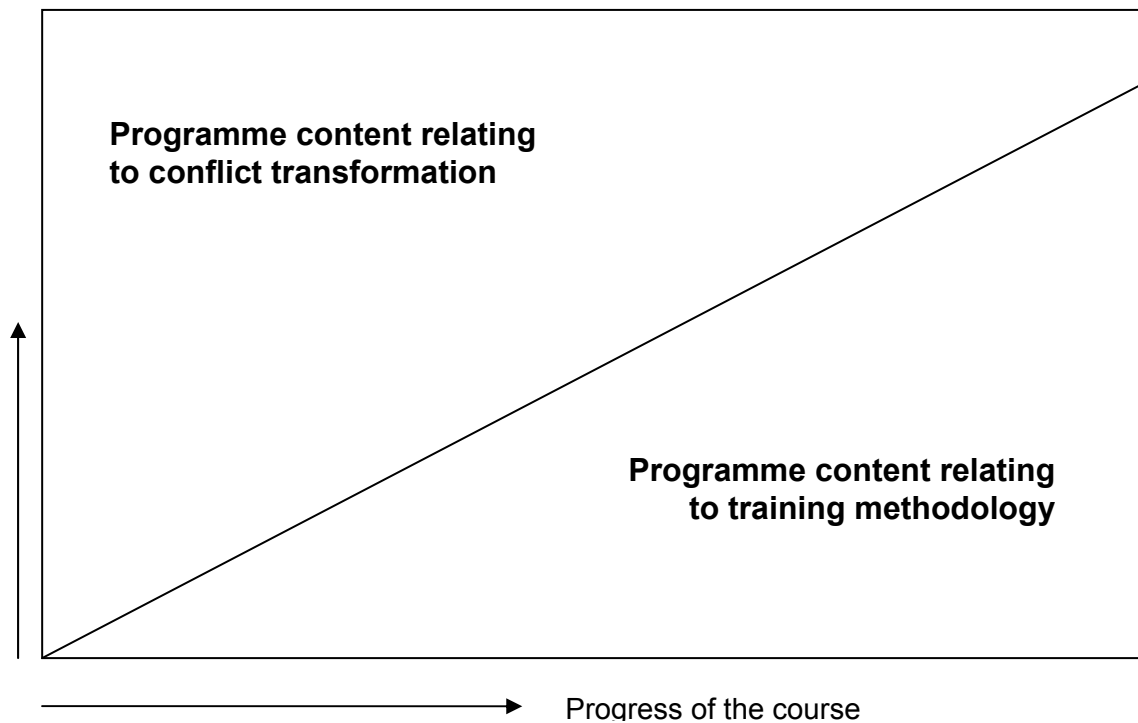 Programme content relating
to conflict transformation
Programme content relating
to training methodology
Progress of the course